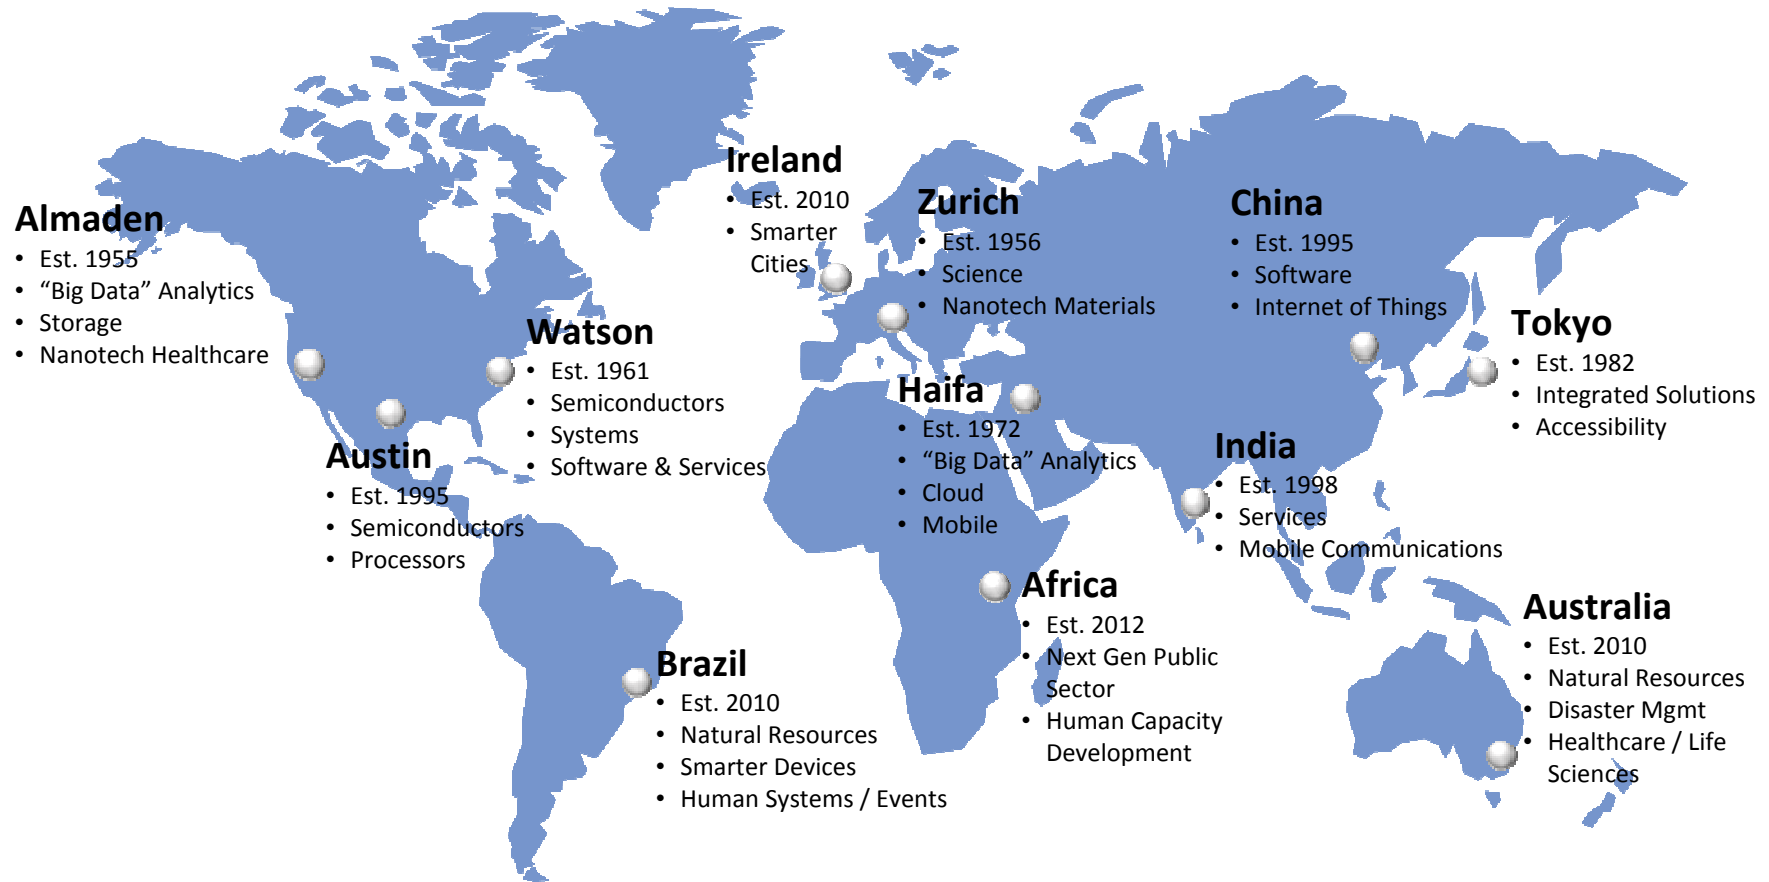 Ireland
• Est. 2010
• Smarter
Cities
Zurich
• Est. 1956
• Science
• Nanotech Materials
China
• Est. 1995
• Software
• Internet of Things
Almaden
• Est. 1955
• “Big Data” Analytics
• Storage
• Nanotech Healthcare
Watson
• Est. 1961
• Semiconductors
• Systems
• Software & Services
Tokyo
• Est. 1982
• Integrated Solutions
• Accessibility
Haifa
• Est. 1972
• “Big Data” Analytics
• Cloud
• Mobile
Austin
• Est. 1995
• Semiconductors
• Processors
India
• Est. 1998
• Services
• Mobile Communications
Africa
• Est. 2012
• Next Gen Public
Sector
• Human Capacity
Development
Australia
• Est. 2010
• Natural Resources
• Disaster Mgmt
• Healthcare / Life
Sciences
Brazil
• Est. 2010
• Natural Resources
• Smarter Devices
• Human Systems / Events